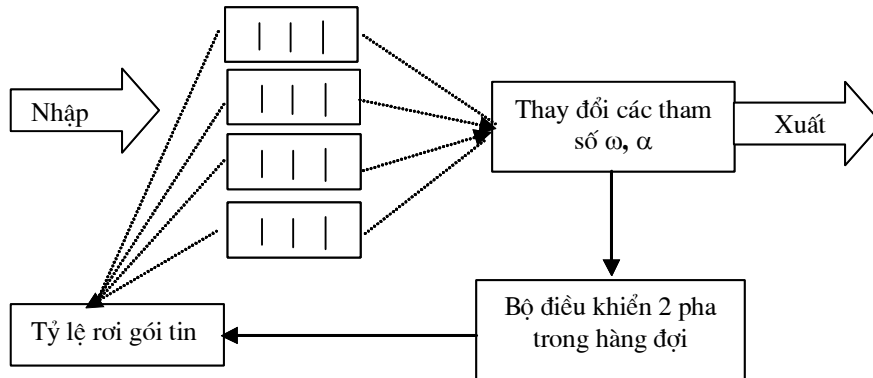 Nhập
Thay đổi các tham
số ω, α
Xuất
Tỷ lệ rơi gói tin
Bộ điều khiển 2 pha
trong hàng đợi